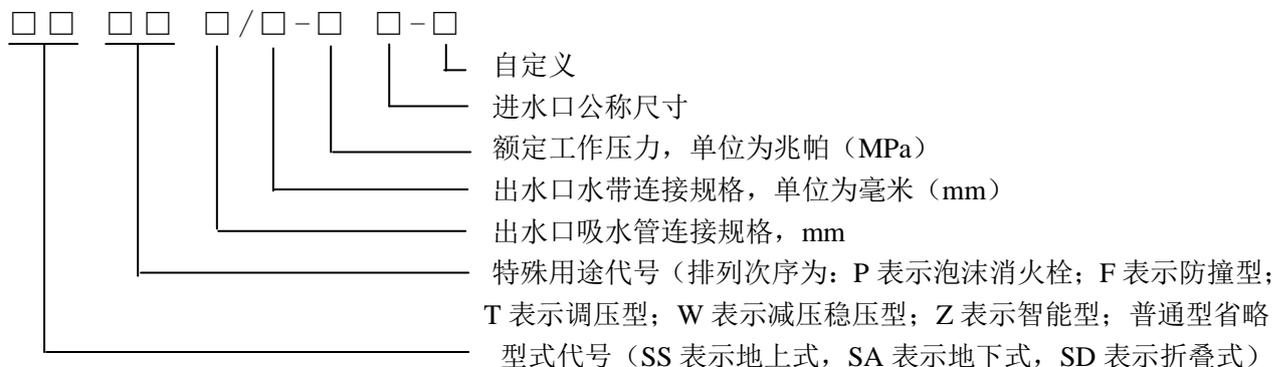 □□ □□ □/□-□ □-□
自定义
进水口公称尺寸
额定工作压力，单位为兆帕（MPa）
出水口水带连接规格，单位为毫米（mm）
出水口吸水管连接规格，mm
特殊用途代号（排列次序为：P 表示泡沫消火栓；F 表示防撞型；
T 表示调压型；W 表示减压稳压型；Z 表示智能型；普通型省略
型式代号（SS 表示地上式，SA 表示地下式，SD 表示折叠式）